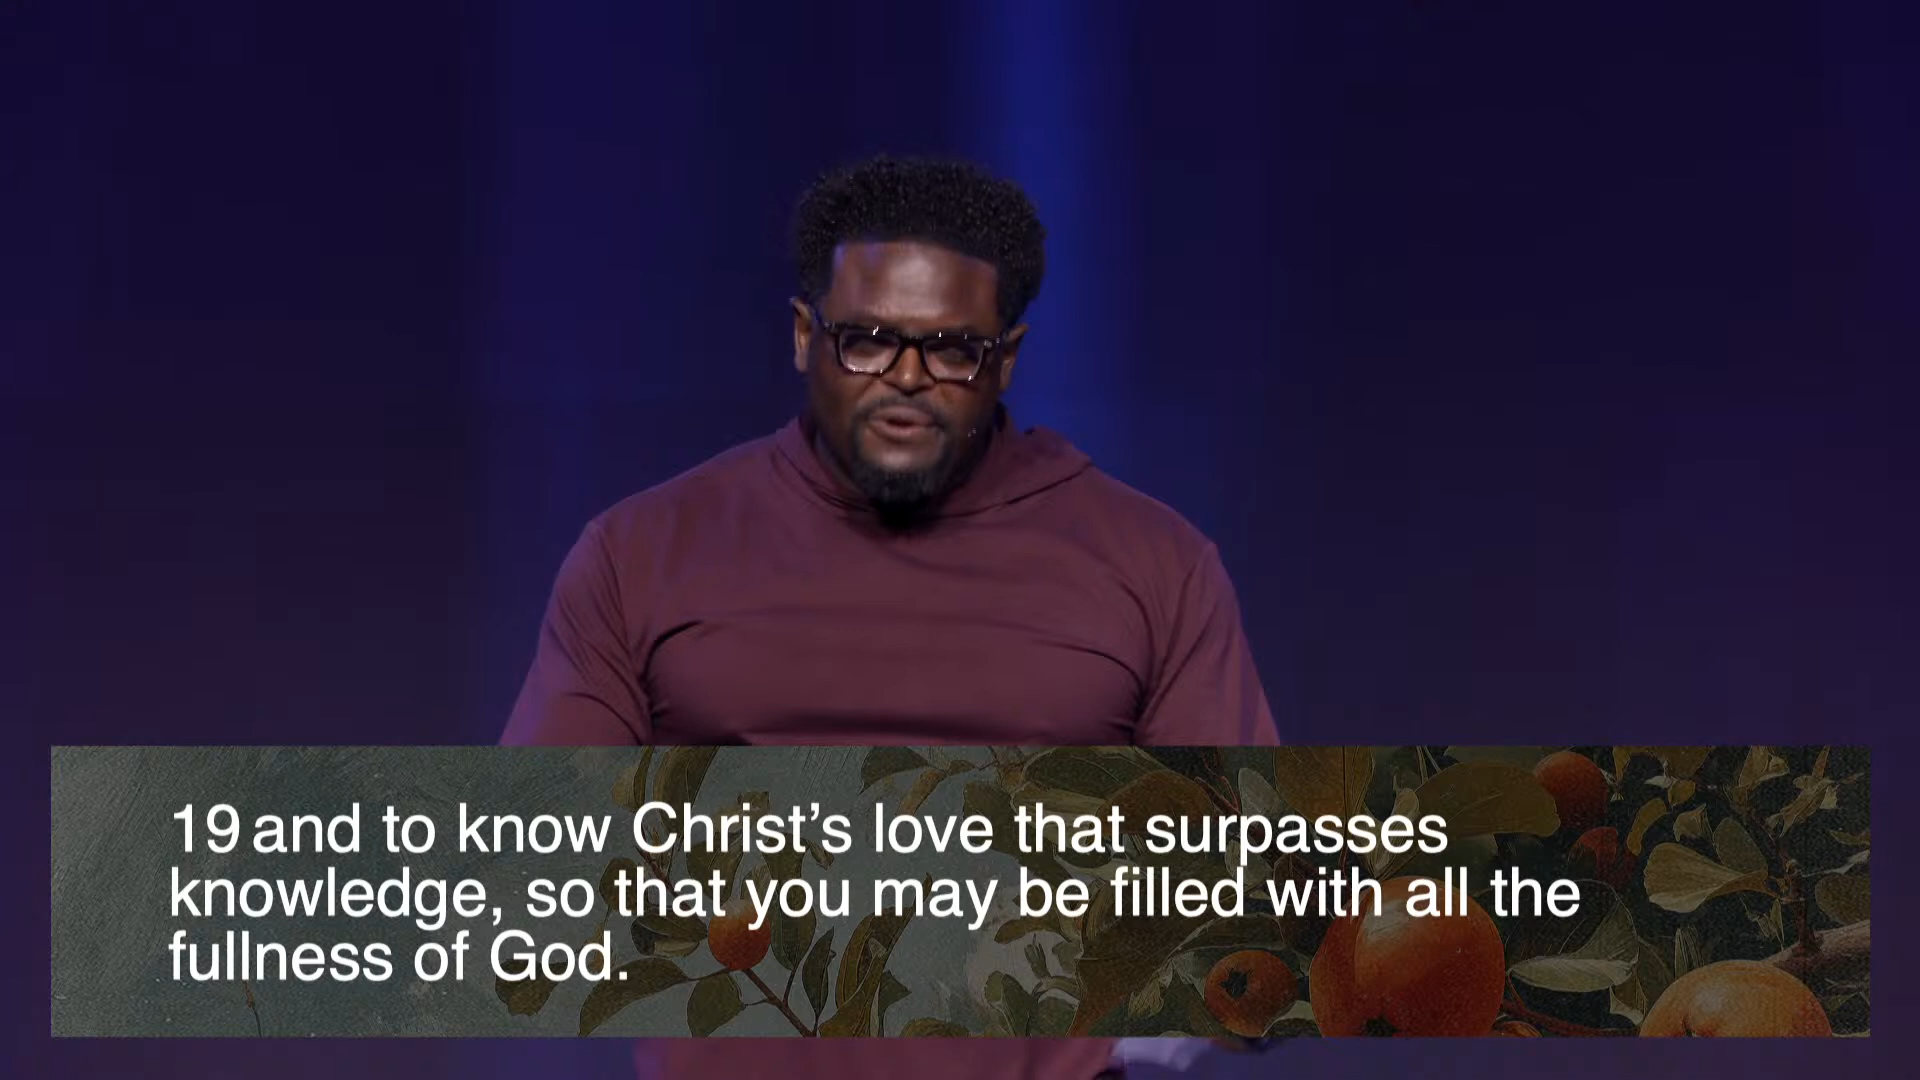 19 and to know Christ’s love that surpasses
knowledge, so that you may be filled with all the
fullness of God.